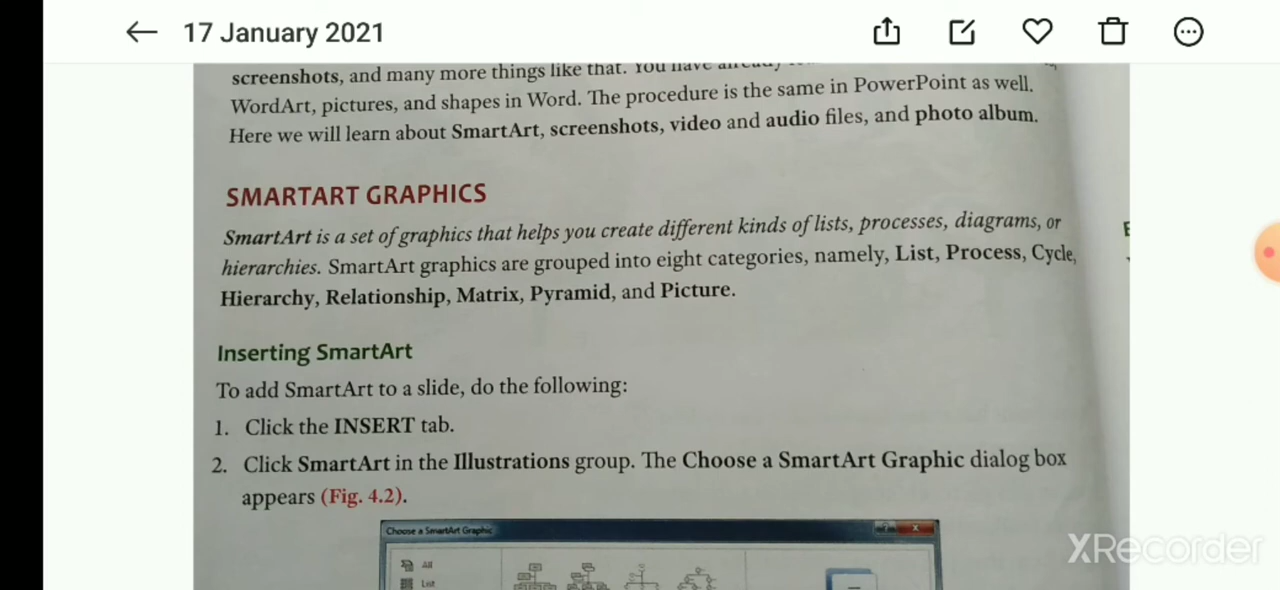 17 January 2021
screenshots, and many more things like that. You have
WordArt, pictures, and shapes in Word. The procedure is the same in PowerPoint as well.
Here we will learn about SmartArt, screenshots, video and audio files, and photo album.
SMARTART GRAPHICS
SmartArt is a set of graphics that helps you create different kinds of lists, processes, diagrams, or
hierarchies. SmartArt graphics are grouped into eight categories, namely, List, Process, Cycle,
Hierarchy, Relationship, Matrix, Pyramid, and Picture.
Inserting SmartArt
To add SmartArt to a slide, do the following:
1. Click the INSERT tab.
2. Click SmartArt in the Illustrations group. The Choose a SmartArt Graphic dialog box
appears (Fig. 4.2).
Choose a SmartArt Graphic
All
List
XRecorder